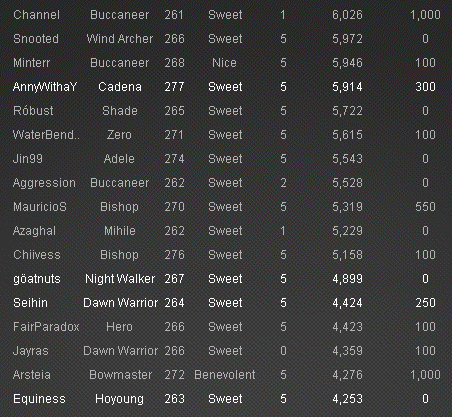 Channel Buccaneer 261 Sweet 1 6,026 1,000
Snooted Wind Archer 266 Sweet 5 5,972 0
Minterr Buccaneer 268 Nice 5 5,946 100
AnnyWithaY Cadena 277 Sweet 5 5,914 300
Róbust Shade 265 Sweet 5 5,722 0
WaterBend.. Zero 271 Sweet 5 5,615 100
Jin99 Adele 274 Sweet 5 5,543 0
Aggression Buccaneer 262 Sweet 2 5,528 0
MauricioS Bishop 270 Sweet 5 5,319 550
Azaghal Mihile 262 Sweet 1 5,229 0
Chiivess Bishop 276 Sweet 5 5,158 100
göatnuts Night Walker 267 Sweet 5 4,899 0
Seihin Dawn Warrior 264 Sweet 5 4,424 250
FairParadox Hero 266 Sweet 5 4,423 100
Jayras Dawn Warrior 266 Sweet 0 4,359 100
Arsteia Bowmaster 272 Benevolent 5 4,276 1,000
Equiness Hoyoung 263 Sweet 5 4,253 0